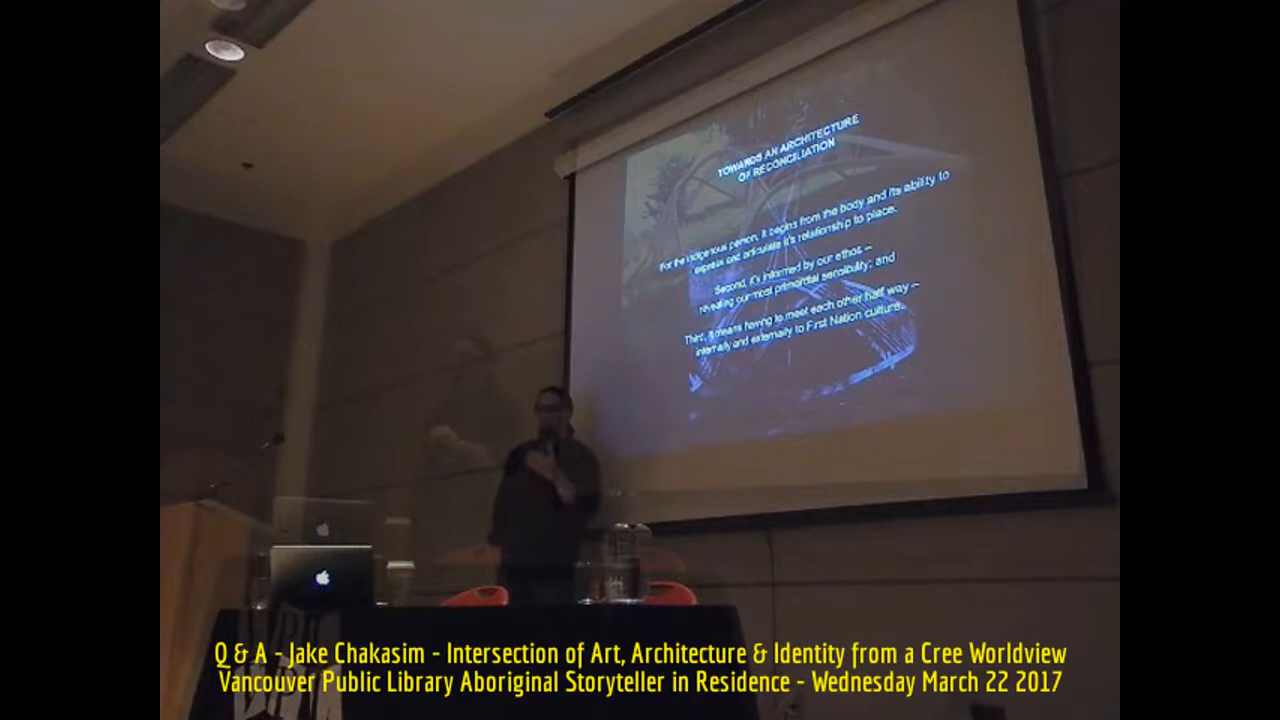 TOWARDS AN ARCHITECTURE
OF RECONCILIATION
For the Indigenous person, it begins from the body and its ability to
express and articulate it's relationship to place.
Second, it's informed by our ethos –
revealing our most primordial sensibility; and
Third, it means having to meet each other half way –
internally and externally to First Nation culture.
Q & A - Jake Chakasim - Intersection of Art, Architecture & Identity from a Cree Worldview
Vancouver Public Library Aboriginal Storyteller in Residence - Wednesday March 22 2017